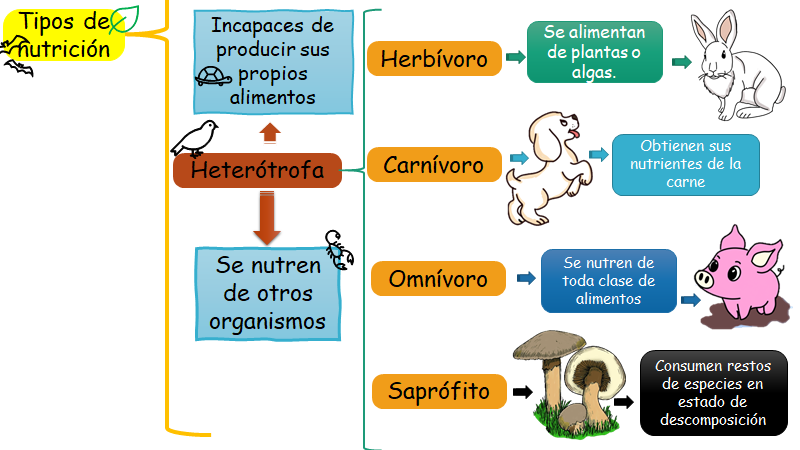 Tipos de
nutrición
Incapaces de
producir sus
propios
alimentos
Heterótrofa
Se nutren
de otros
organismos
Herbívoro
Se alimentan
de plantas o
algas.
Carnívoro
Obtienen sus
nutrientes de la
carne
Omnívoro
Se nutren de
toda clase de
alimentos
Saprófito
Consumen restos
de especies en
estado de
descomposición